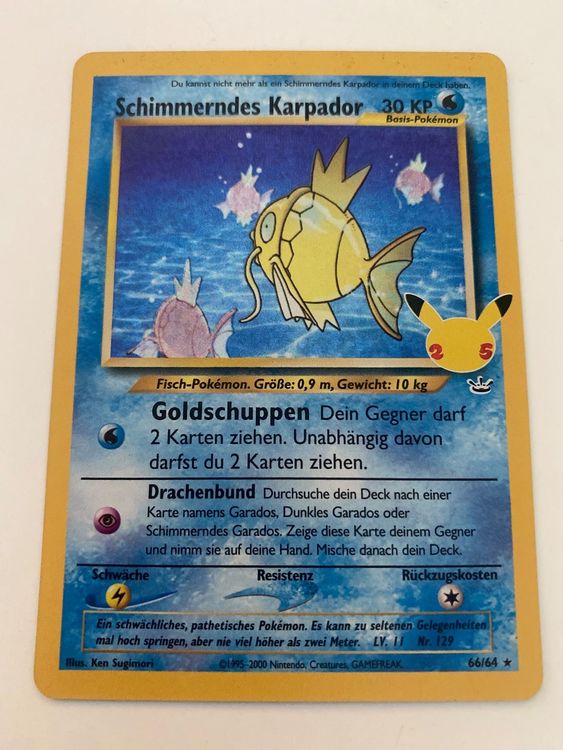 Du kannst nicht mehr als ein Schimmerndes Karpador in deinem Deck haben.
Schimmerndes Karpador 30 KP
Basis-Pokémon
25
Fisch-Pokémon. Größe: 0,9 m, Gewicht: 10 kg
Goldschuppen Dein Gegner darf
2 Karten ziehen. Unabhängig davon
darfst du 2 Karten ziehen.
Drachenbund Durchsuche dein Deck nach einer
Karte namens Garados, Dunkles Garados oder
Schimmerndes Garados. Zeige diese Karte deinem Gegner
und nimm sie auf deine Hand. Mische danach dein Deck.
Schwäche Resistenz Rückzugskosten
Ein schwächliches, pathetisches Pokémon. Es kann zu seltenen Gelegenheiten
mal hoch springen, aber nie viel höher als zwei Meter. LV. 11 Nr. 129
Illus. Ken Sugimori ©1995-2000 Nintendo, Creatures, GAMEFREAK. 66/64 ★